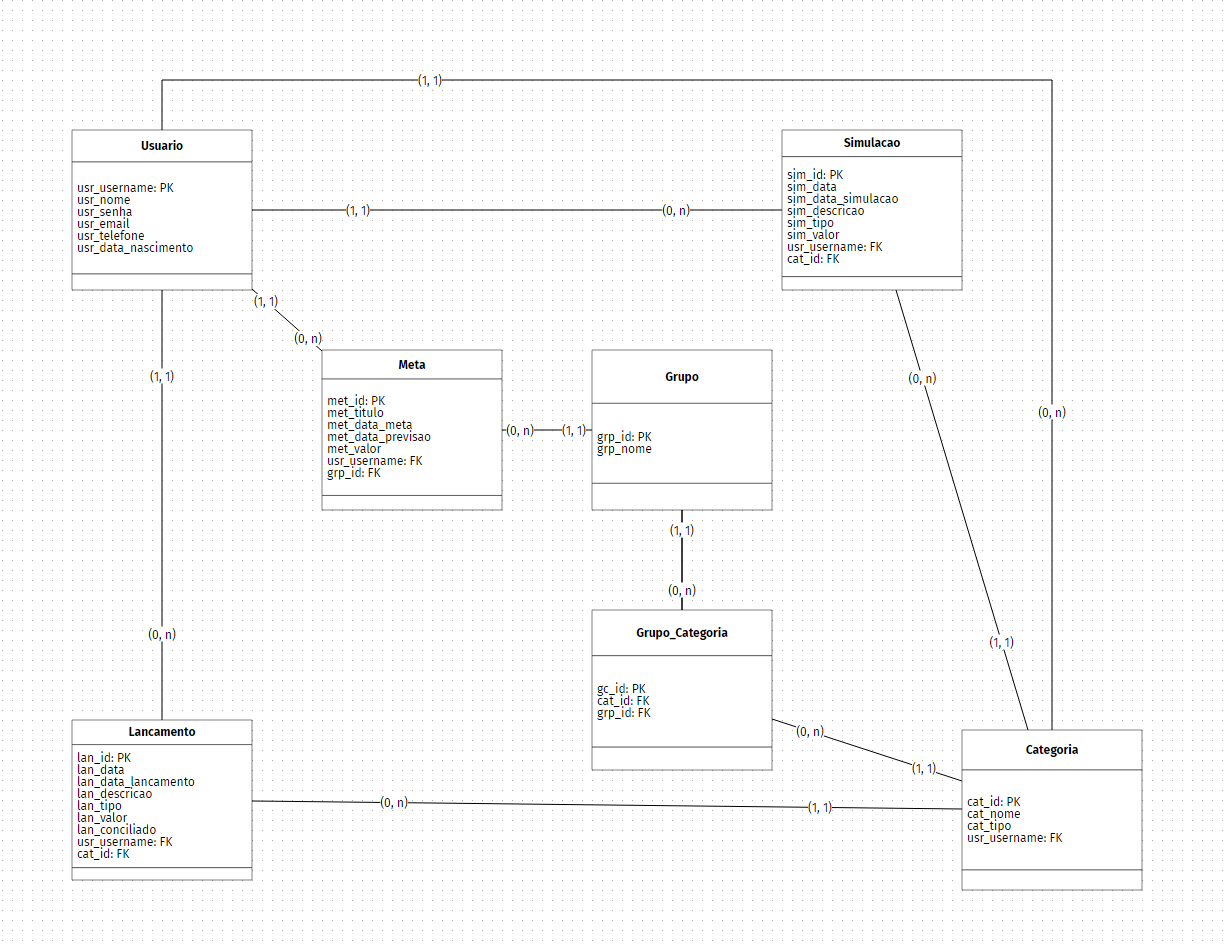 (1, 1)
Usuario
usr_username: PK
usr_nome
usr_senha
usr_email
usr_telefone
usr_data_nascimento
(1, 1)
(0, n)
Simulacao
sim_id: PK
sim_data
sim_data_simulacao
sim_descricao
sim_tipo
sim_valor
usr_username: FK
cat_id: FK
(1, 1)
(0, n)
(1, 1)
(0, n)
(0, n)
Meta
met_id: PK
met_titulo
met_data_meta
met_data_previsao
met_valor
usr_username: FK
grp_id: FK
(0, n)
(1, 1)
Grupo
grp_id: PK
grp_nome
(1, 1)
(0, n)
(0, n)
(1, 1)
Grupo_Categoria
gc_id: PK
cat_id: FK
grp_id: FK
(0, n)
(1, 1)
Lancamento
lan_id: PK
lan_data
lan_data_lancamento
lan_descricao
lan_tipo
lan_valor
lan_conciliado
usr_username: FK
cat_id: FK
(0, n)
(1, 1)
Categoria
cat_id: PK
cat_nome
cat_tipo
usr_username: FK